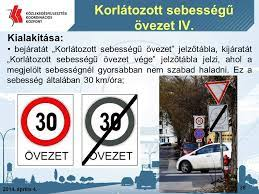 KÖZLEKEDÉSFEJLESZTÉSI
KOORDINÁCIÓS
KÖZPONT
Korlátozott sebességű
övezet IV.
Kialakítása:
• bejáratát „Korlátozott sebességű övezet” jelzőtábla, kijáratát
„Korlátozott sebességű övezet vége” jelzőtábla jelzi, ahol a
megjelölt sebességnél gyorsabban nem szabad haladni. Ez a
sebesség általában 30 km/óra;
30
ÖVEZET
30
ÖVEZET
30
2014. április 4.